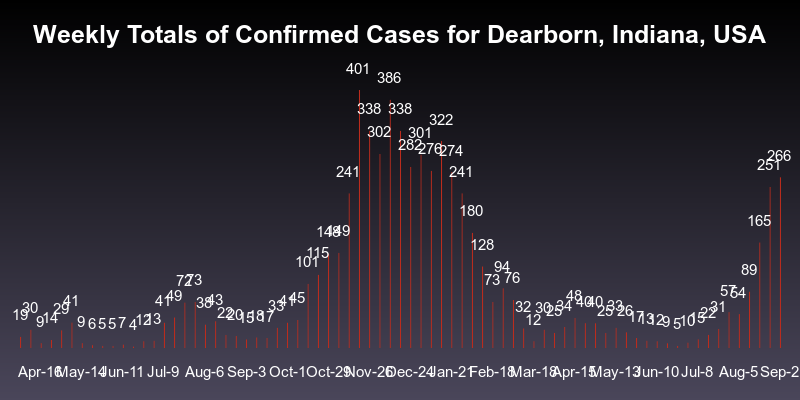 Weekly Totals of Confirmed Cases for Dearborn, Indiana, USA
19 30 9 14 29 41 9 6 5 5 7 4 12 13 41 49 72 73 38 43 22 20 15 18 17 33 41 45 101 115 149 241 401 338 302 386 338 282 301 276 322 274 241 180 128 73 94 76 32 12 30 25 34 48 40 40 25 33 26 17 13 12 9 5 10 15 22 31 57 54 89 165 251 266
Apr-16 May-14 Jun-11 Jul-9 Aug-6 Sep-3 Oct-1 Oct-29 Nov-26 Dec-24 Jan-21 Feb-18 Mar-18 Apr-15 May-13 Jun-10 Jul-8 Aug-5 Sep-2